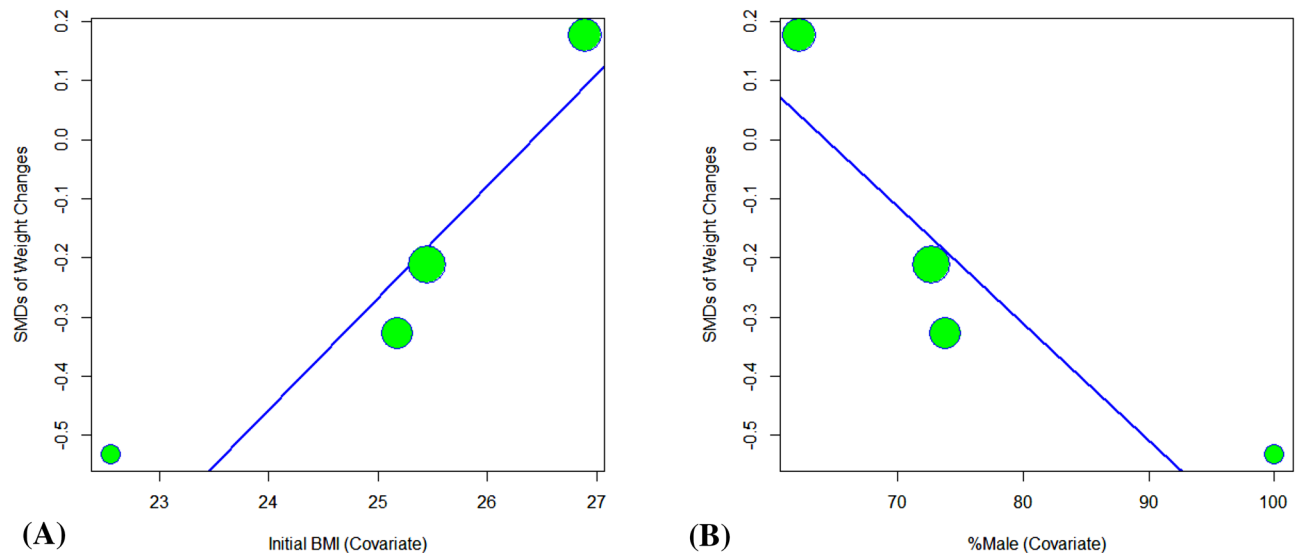 SMDs of Weight Changes
0.2
0.1
0.0
-0.1
-0.2
-0.3
-0.4
-0.5
23 24 25 26 27
Initial BMI (Covariate)
(A)
SMDs of Weight Changes
0.2
0.1
0.0
-0.1
-0.2
-0.3
-0.4
-0.5
70 80 90 100
%Male (Covariate)
(B)